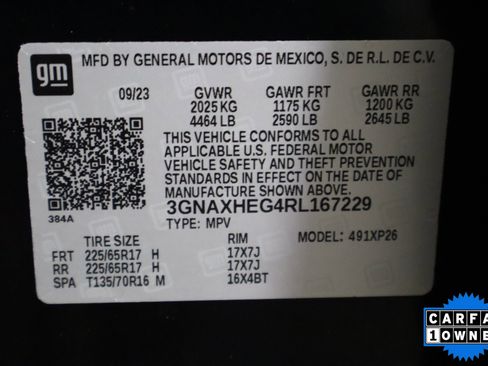 gm
MFD BY GENERAL MOTORS DE MEXICO, S. DE R.L. DE C.V.
09/23 GVWR GAWR FRT GAWR RR
2025 KG 1175 KG 1200 KG
4464 LB 2590 LB 2645 LB
THIS VEHICLE CONFORMS TO ALL
APPLICABLE U.S. FEDERAL MOTOR
VEHICLE SAFETY AND THEFT PREVENTION
STANDARDS IN EFFECT ON THE DATE OF
MANUFACTURE SHOWN ABOVE.
384A
3GNAXHEG4RL167229
TYPE: MPV
TIRE SIZE RIM MODEL: 491XP26
FRT 225/65R17 H 17X7J
RR 225/65R17 H 17X7J
SPA T135/70R16 M 16X4BT
CARFA
1 OWNE